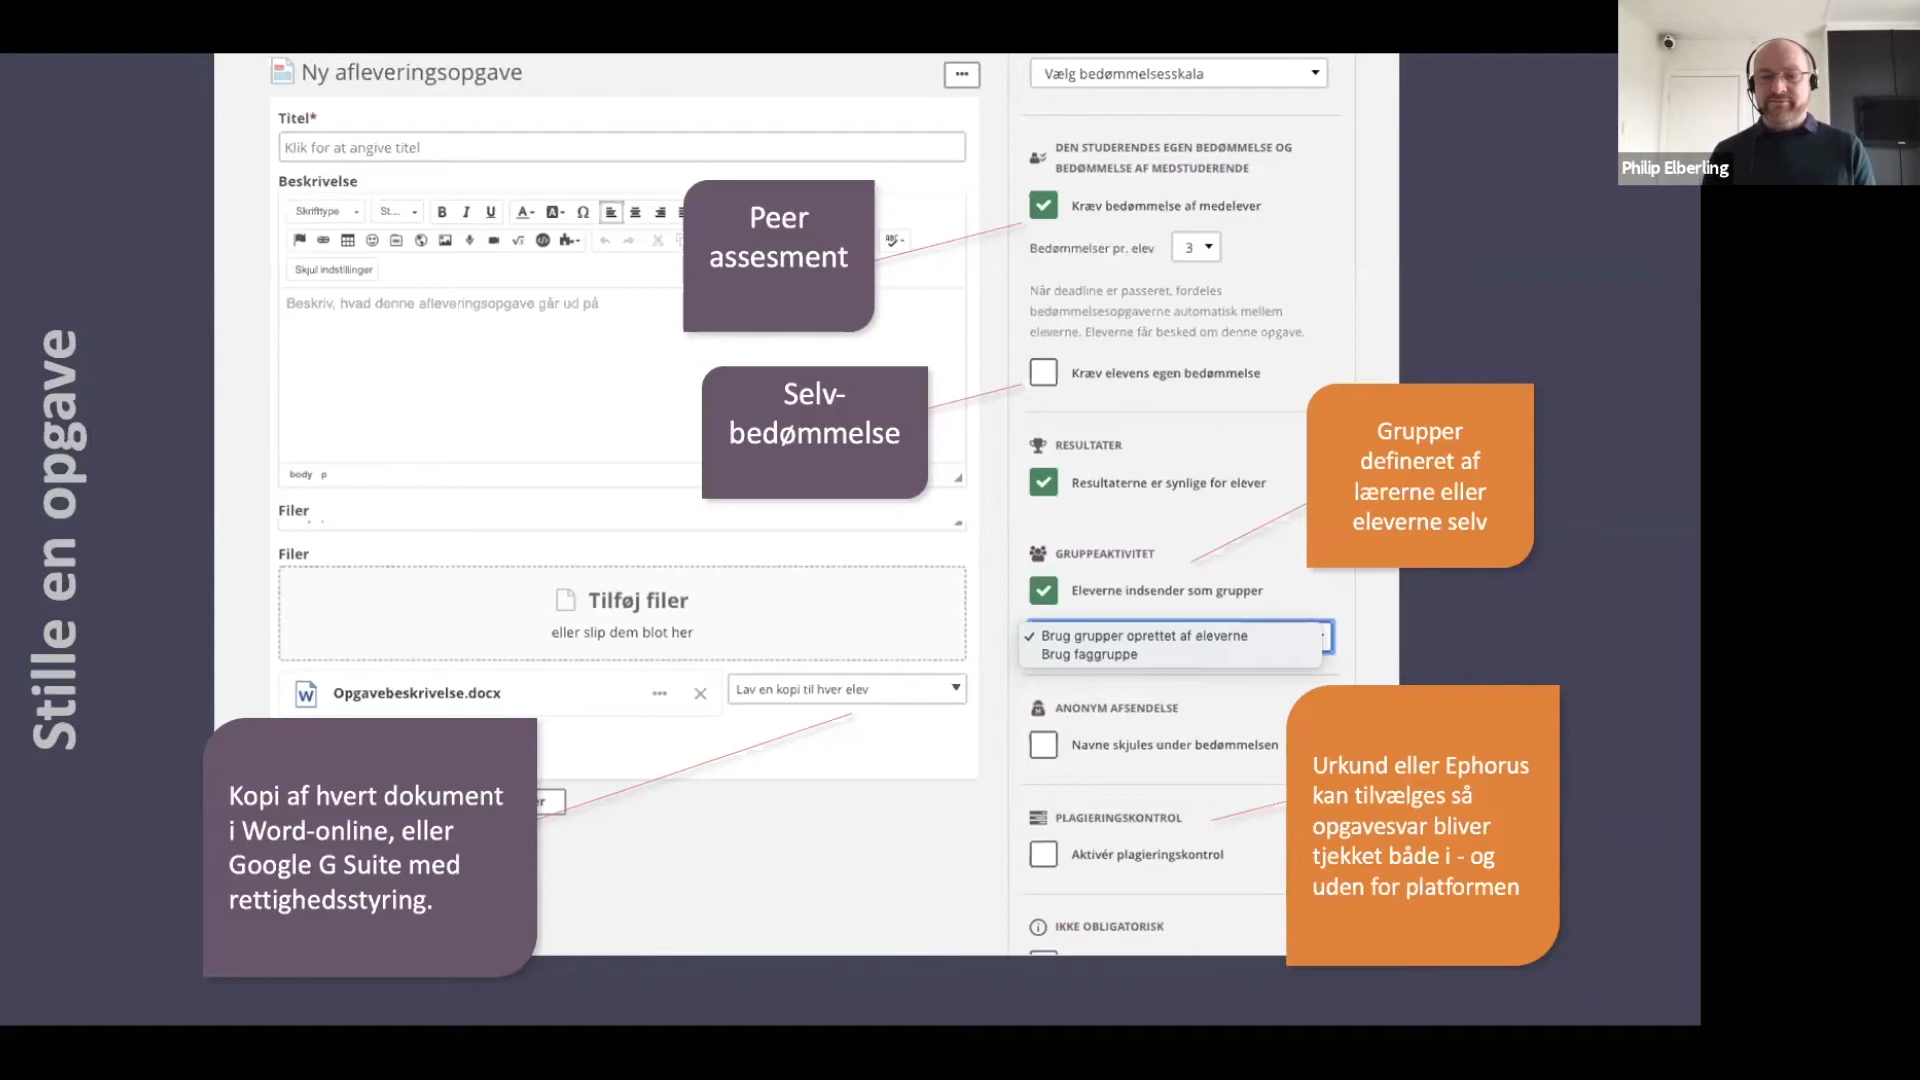 Stille en opgave
Ny afleveringsopgave
Titel*
Klik for at angive titel
Beskrivelse
Skrifttype
St...
B I U
Skjul indstillinger
Beskriv, hvad denne afleveringsopgave går ud på
body p
Filer
Filer
Tilføj filer
eller slip dem blot her
Opgavebeskrivelse.docx
Lav en kopi til hver elev
Peer
assesment
Selv-
bedømmelse
Kopi af hvert dokument
i Word-online, eller
Google G Suite med
rettighedsstyring.
Vælg bedømmelsesskala
DEN STUDERENDES EGEN BEDØMMELSE OG
BEDØMMELSE AF MEDSTUDERENDE
Kræv bedømmelse af medelever
Bedømmelser pr. elev 3
Når deadline er passeret, fordeles
bedømmelsesopgaverne automatisk mellem
eleverne. Eleverne får besked om denne opgave.
Kræv elevens egen bedømmelse
RESULTATER
Resultaterne er synlige for elever
GRUPPEAKTIVITET
Eleverne indsender som grupper
Brug grupper oprettet af eleverne
Brug faggruppe
ANONYM AFSENDELSE
Navne skjules under bedømmelsen
PLAGIERINGSKONTROL
Aktivér plagieringskontrol
IKKE OBLIGATORISK
Grupper
defineret af
lærerne eller
eleverne selv
Urkund eller Ephorus
kan tilvælges så
opgavesvar bliver
tjekket både i - og
uden for platformen
Philip Elberling